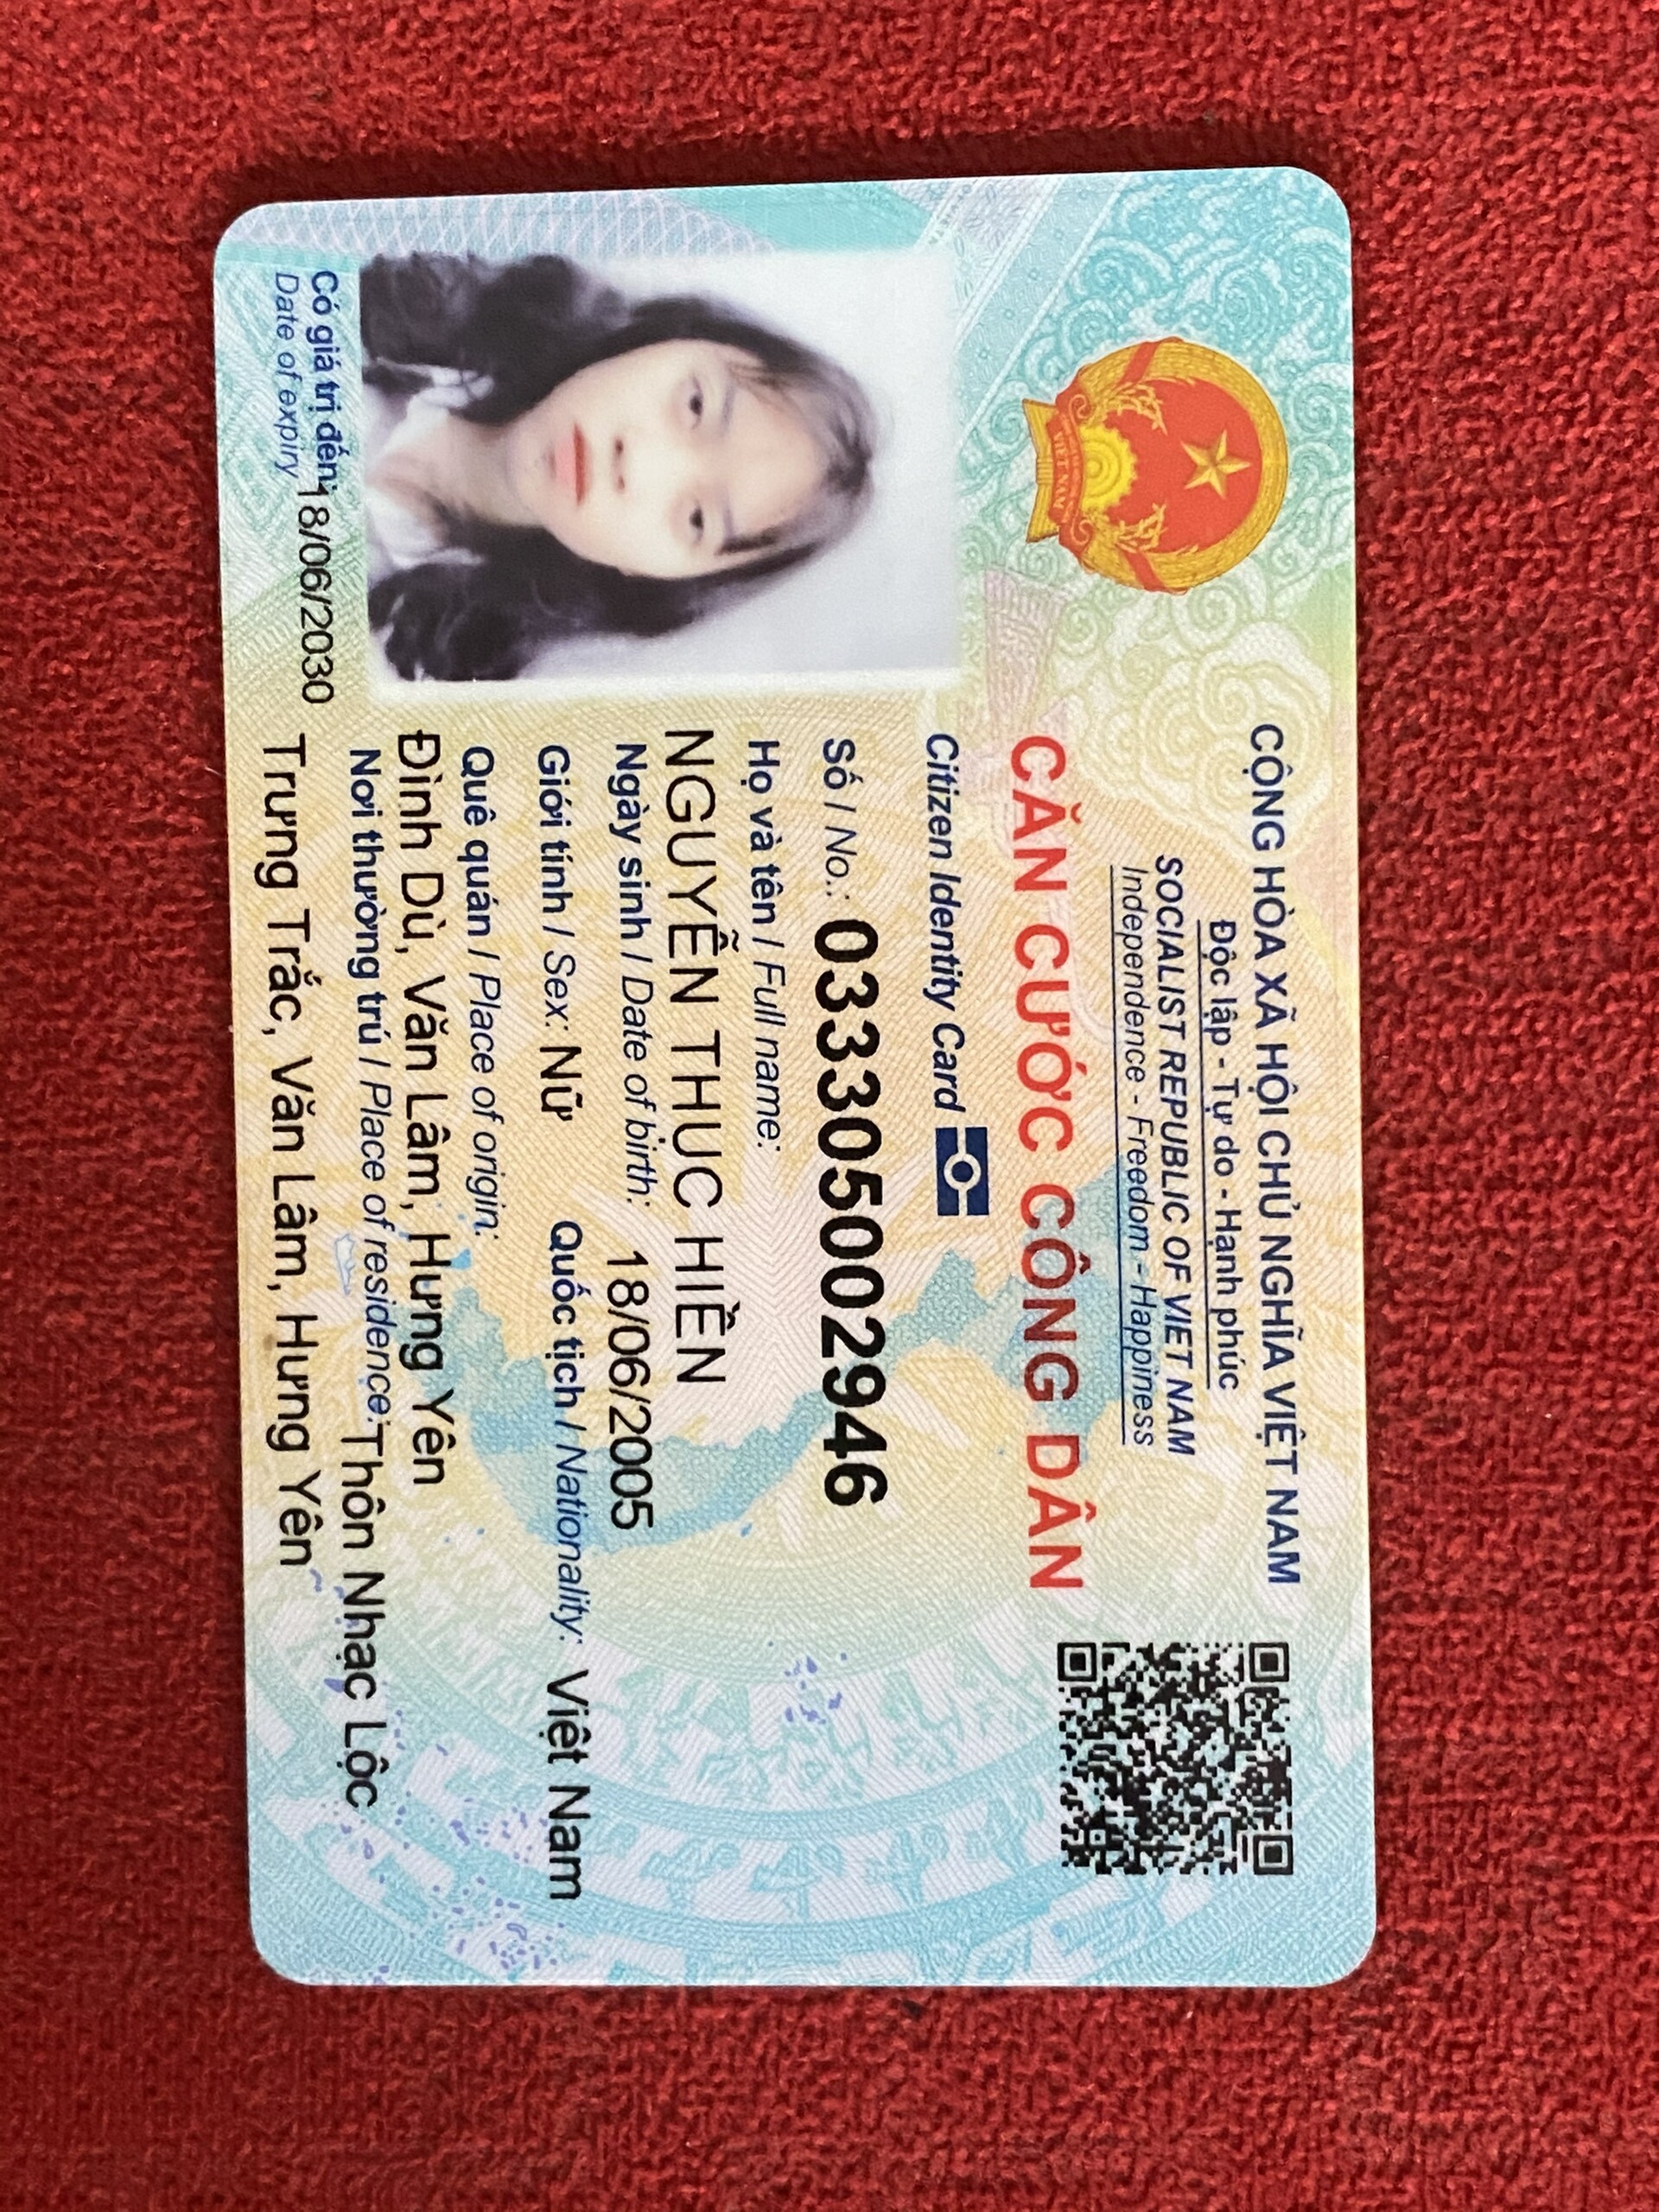 CỘNG HÒA XÃ HỘI CHỦ NGHĨA VIỆT NAM
Độc lập - Tự do - Hạnh phúc
SOCIALIST REPUBLIC OF VIET NAM
Independence - Freedom - Happiness
CĂN CƯỚC CÔNG DÂN
Citizen Identity Card
Số / No.: 033305002946
Họ và tên / Full name:
NGUYỄN THỤC HIỀN
Ngày sinh / Date of birth: 18/06/2005
Giới tính / Sex: Nữ Quốc tịch / Nationality: Việt Nam
Quê quán / Place of origin:
Đình Dù, Văn Lâm, Hưng Yên
Nơi thường trú / Place of residence: Thôn Nhạc Lộc
Trưng Trắc, Văn Lâm, Hưng Yên
Có giá trị đến: 18/06/2030
Date of expiry
VIỆT NAM